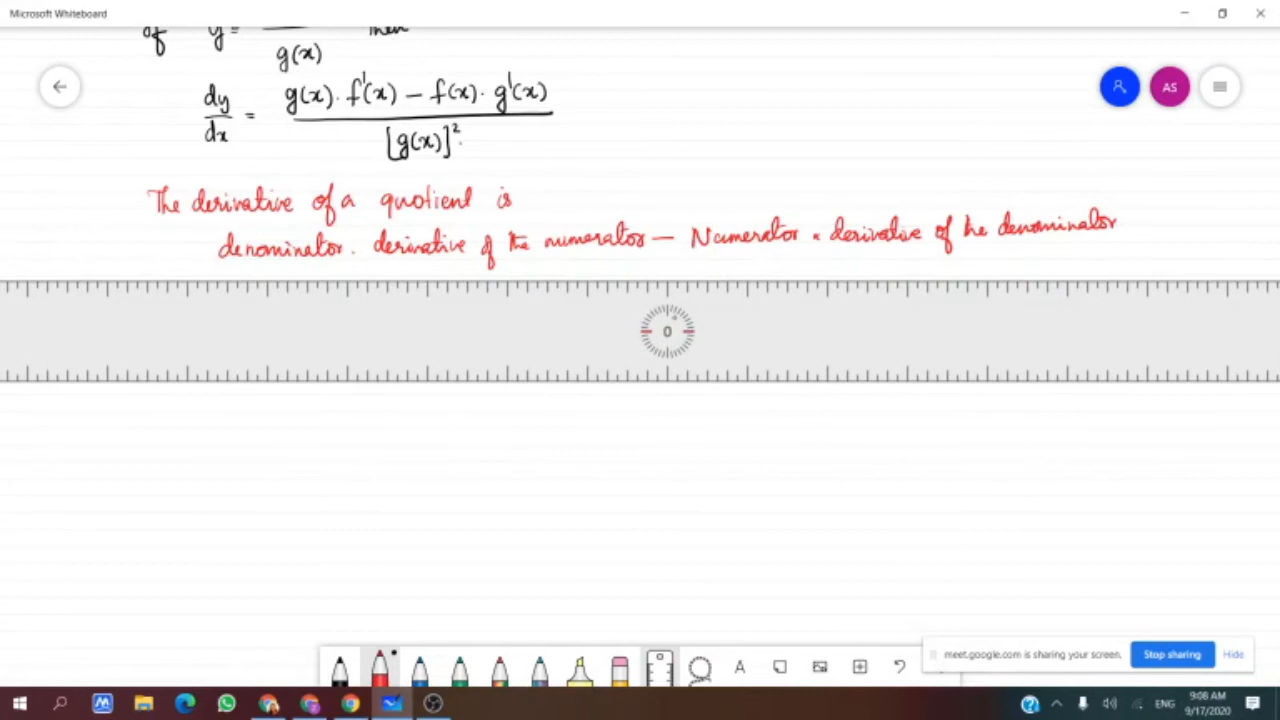 Microsoft Whiteboard
of y = then
g(x)
dy/dx = g(x) · f'(x) − f(x) · g'(x) / [g(x)]²
AS
The derivative of a quotient is
denominator . derivative of the numerator — Numerator . derivative of the denominator
0
A
meet.google.com is sharing your screen. Stop sharing Hide
ENG 9:08 AM
9/17/2020